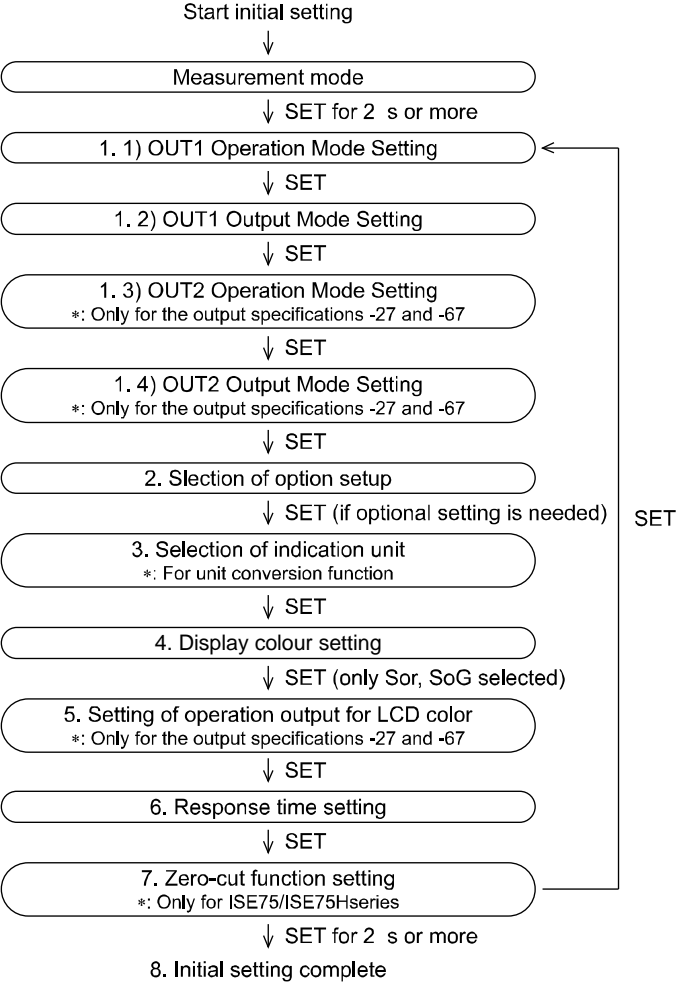 Start initial setting
Measurement mode
SET for 2 s or more
1. 1) OUT1 Operation Mode Setting
SET
1. 2) OUT1 Output Mode Setting
SET
1. 3) OUT2 Operation Mode Setting
*: Only for the output specifications -27 and -67
SET
1. 4) OUT2 Output Mode Setting
*: Only for the output specifications -27 and -67
SET
2. Slection of option setup
SET (if optional setting is needed)
SET
3. Selection of indication unit
*: For unit conversion function
SET
4. Display colour setting
SET (only Sor, SoG selected)
5. Setting of operation output for LCD color
*: Only for the output specifications -27 and -67
SET
6. Response time setting
SET
7. Zero-cut function setting
*: Only for ISE75/ISE75Hseries
SET for 2 s or more
8. Initial setting complete